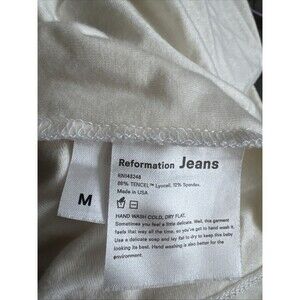 Reformation Jeans
RN148246
88% TENCEL™ Lyocell, 12% Spandex.
Made in USA
M
HAND WASH COLD, DRY FLAT.
Sometimes you feel a little delicate. Well, this garment
feels that way all the time, so you've got to treat it nicely.
Use a delicate soap and lay flat to dry to keep this baby
looking its best. Hand washing is also better for the
environment.